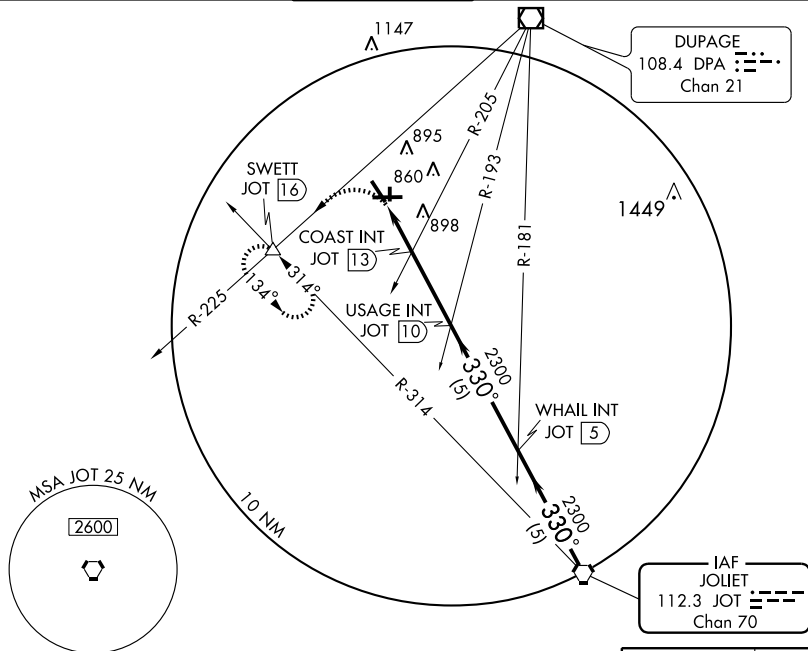 1147
DUPAGE
108.4 DPA
Chan 21
R-205
895
860
R-193
SWETT
JOT 16
1449
898
R-181
COAST INT
JOT 13
314°
134°
R-225
USAGE INT
JOT 10
2300
330°
(5)
R-314
WHAIL INT
JOT 5
MSA JOT 25 NM
2600
10 NM
2300
330°
(5)
IAF
JOLIET
112.3 JOT
Chan 70